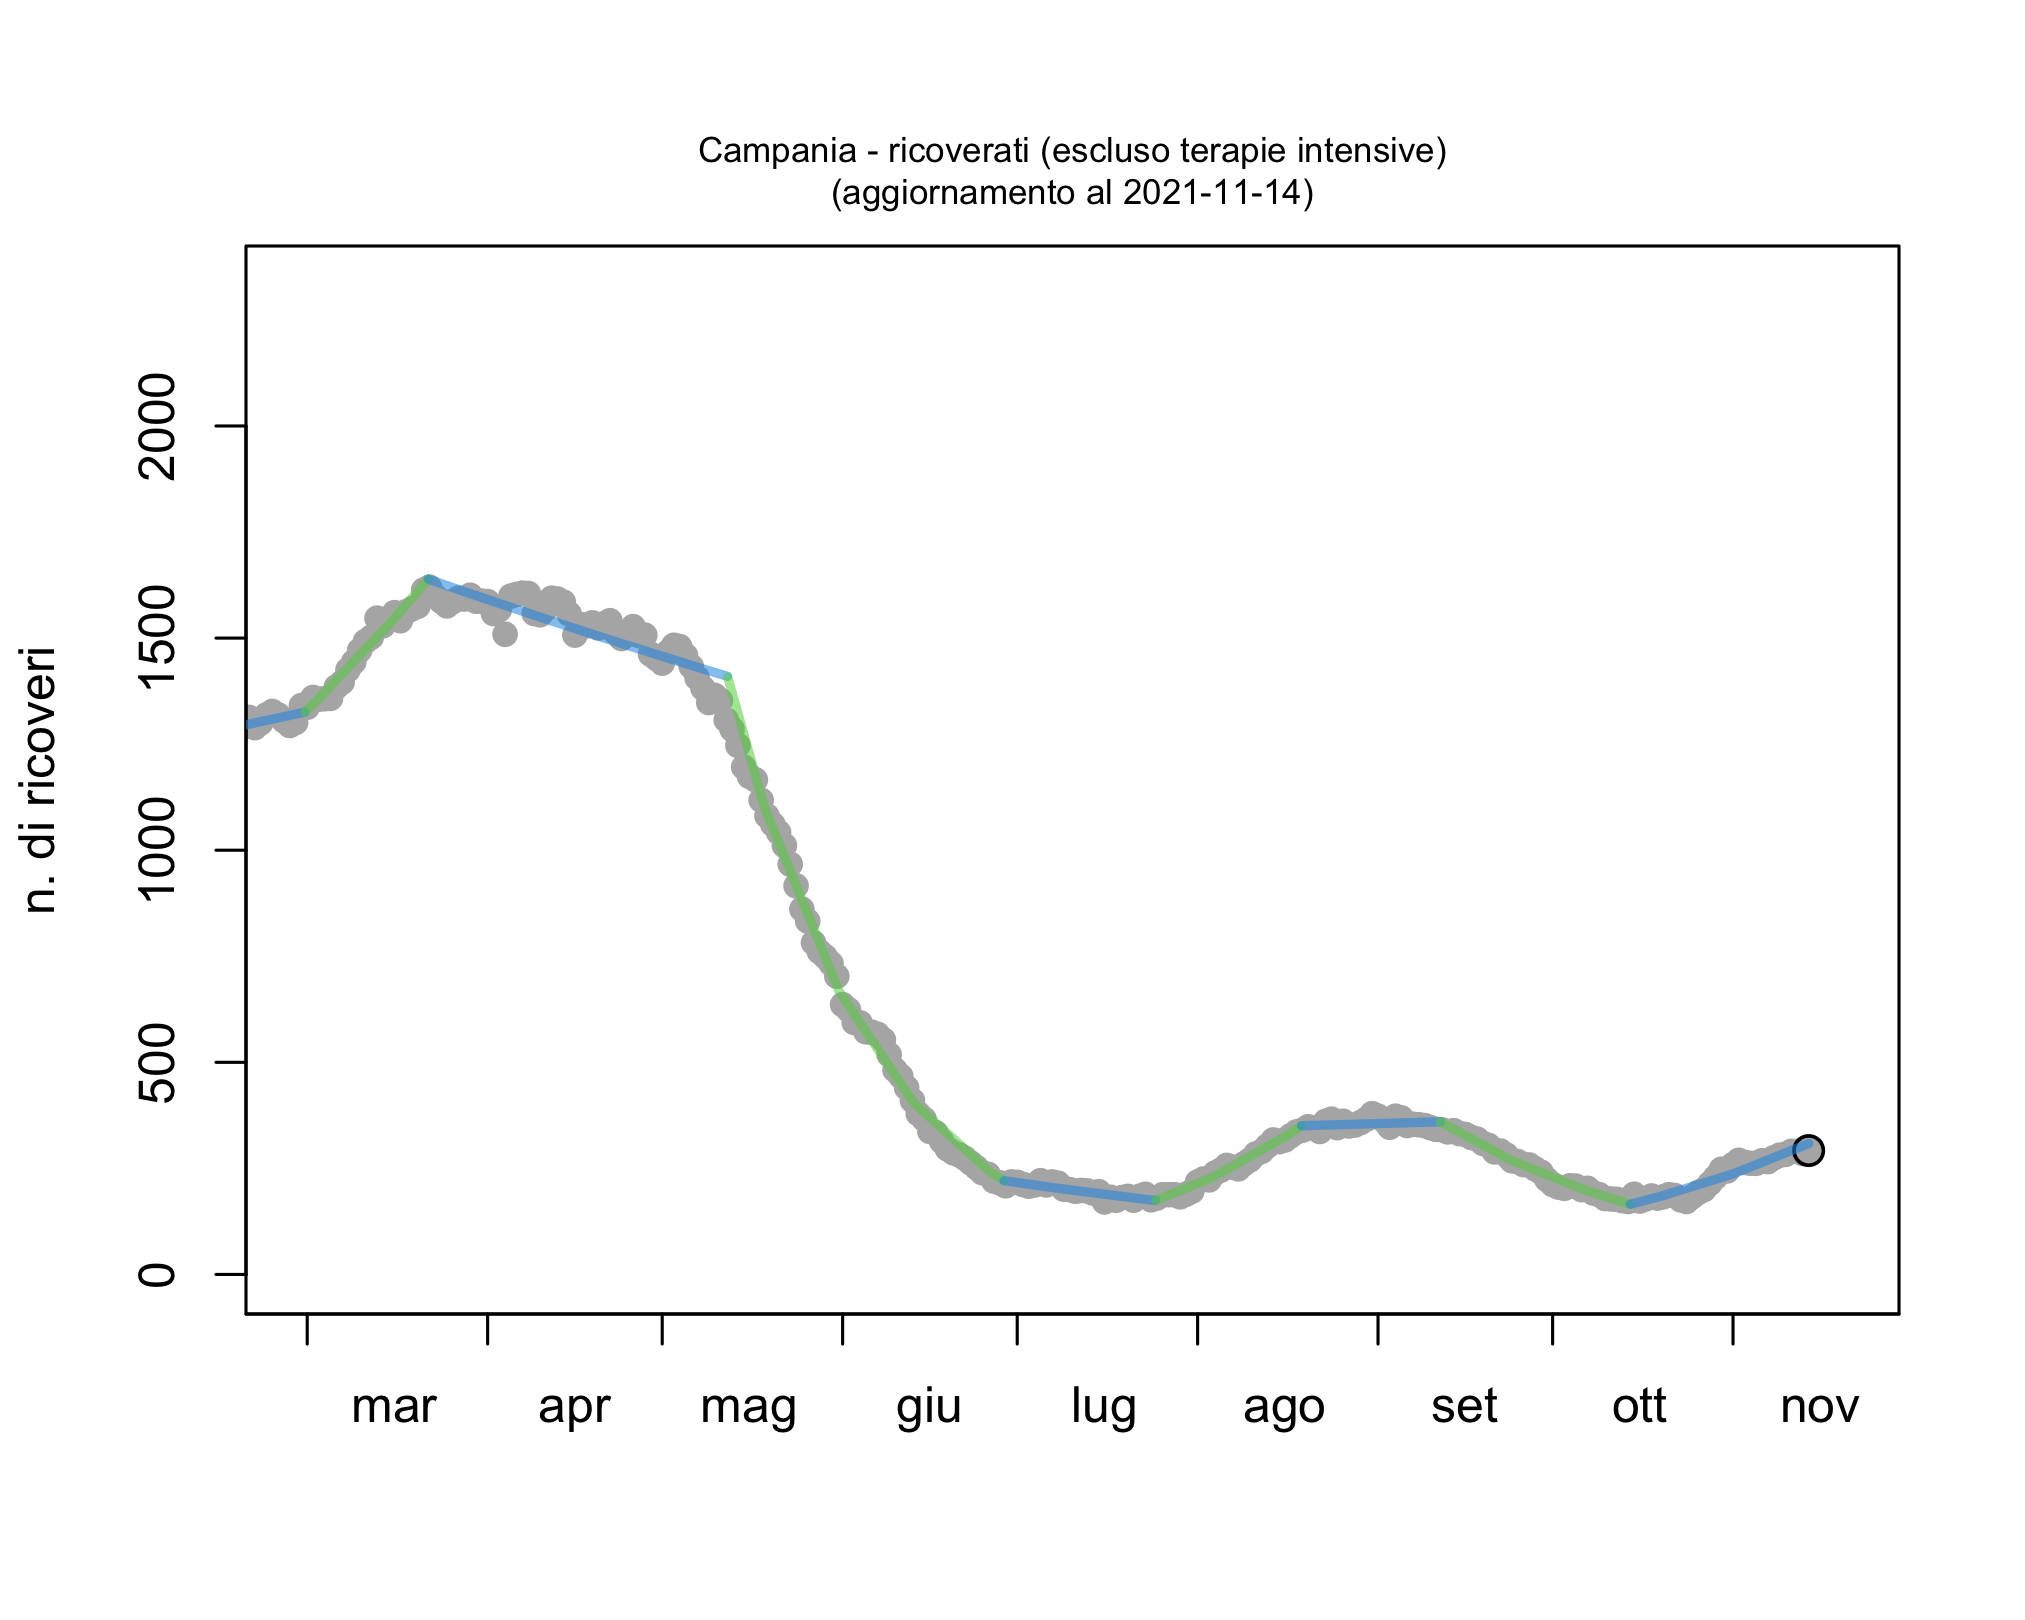 Campania - ricoverati (escluso terapie intensive)
(aggiornamento al 2021-11-14)
n. di ricoveri
2000
1500
1000
500
0
mar apr mag giu lug ago set ott nov